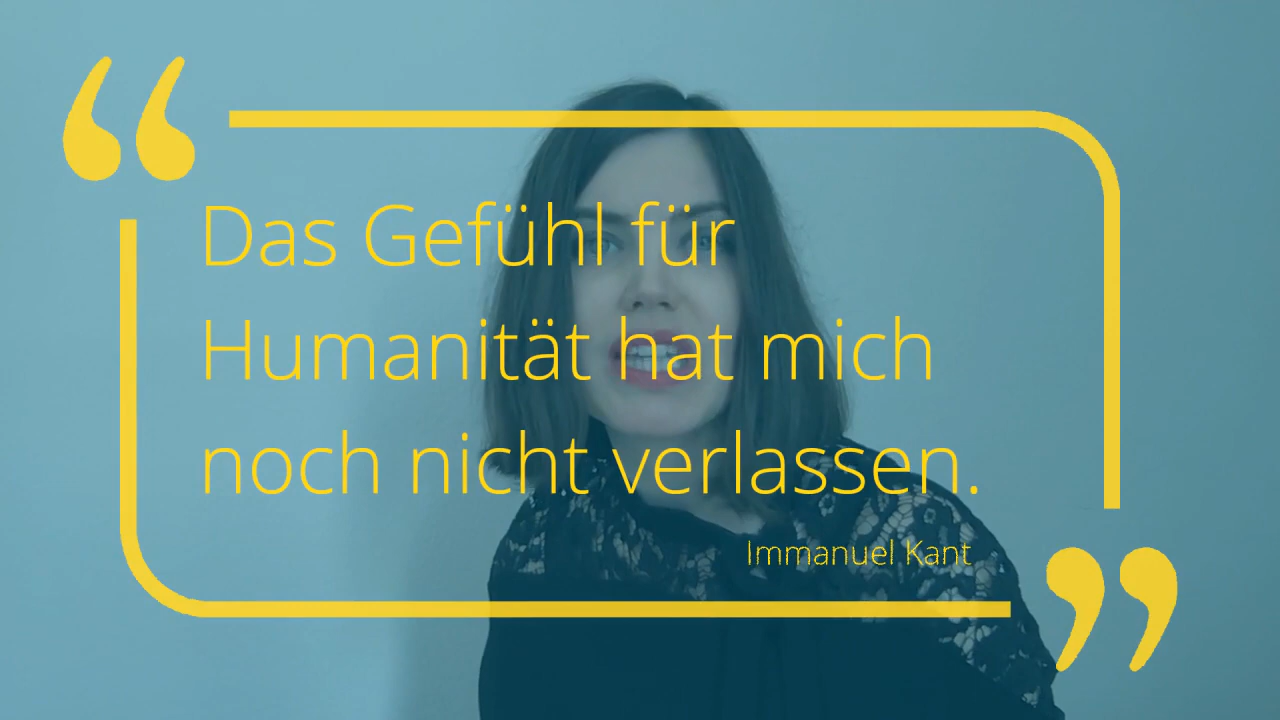 “
Das Gefühl für
Humanität hat mich
noch nicht verlassen.
Immanuel Kant
”